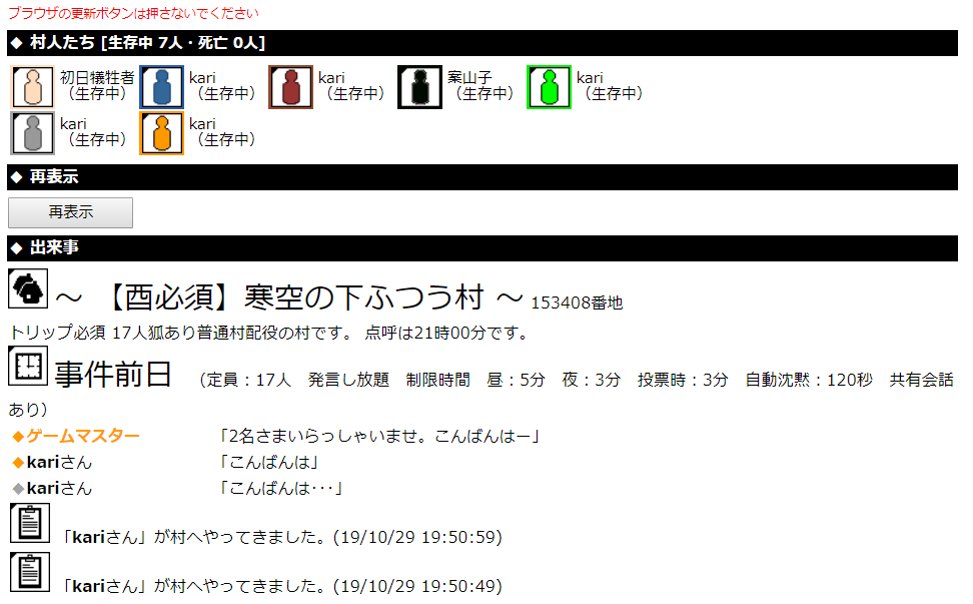 ブラウザの更新ボタンは押さないでください
◆ 村人たち [生存中 7人・死亡 0人]
初日犠牲者 kari kari 案山子 kari
（生存中） （生存中） （生存中） （生存中） （生存中）
kari kari
（生存中） （生存中）
◆ 再表示
再表示
◆ 出来事
～ 【酉必須】寒空の下ふつう村 ～ 153408番地
トリップ必須 17人狐あり普通村配役の村です。 点呼は21時00分です。
事件前日 （定員：17人 発言し放題 制限時間 昼：5分 夜：3分 投票時：3分 自動沈黙：120秒 共有会話
あり）
◆ゲームマスター 「2名さまいらっしゃいませ。こんばんはー」
◆kariさん 「こんばんは」
◆kariさん 「こんばんは･･･」
「kariさん」が村へやってきました。(19/10/29 19:50:59)
「kariさん」が村へやってきました。(19/10/29 19:50:49)